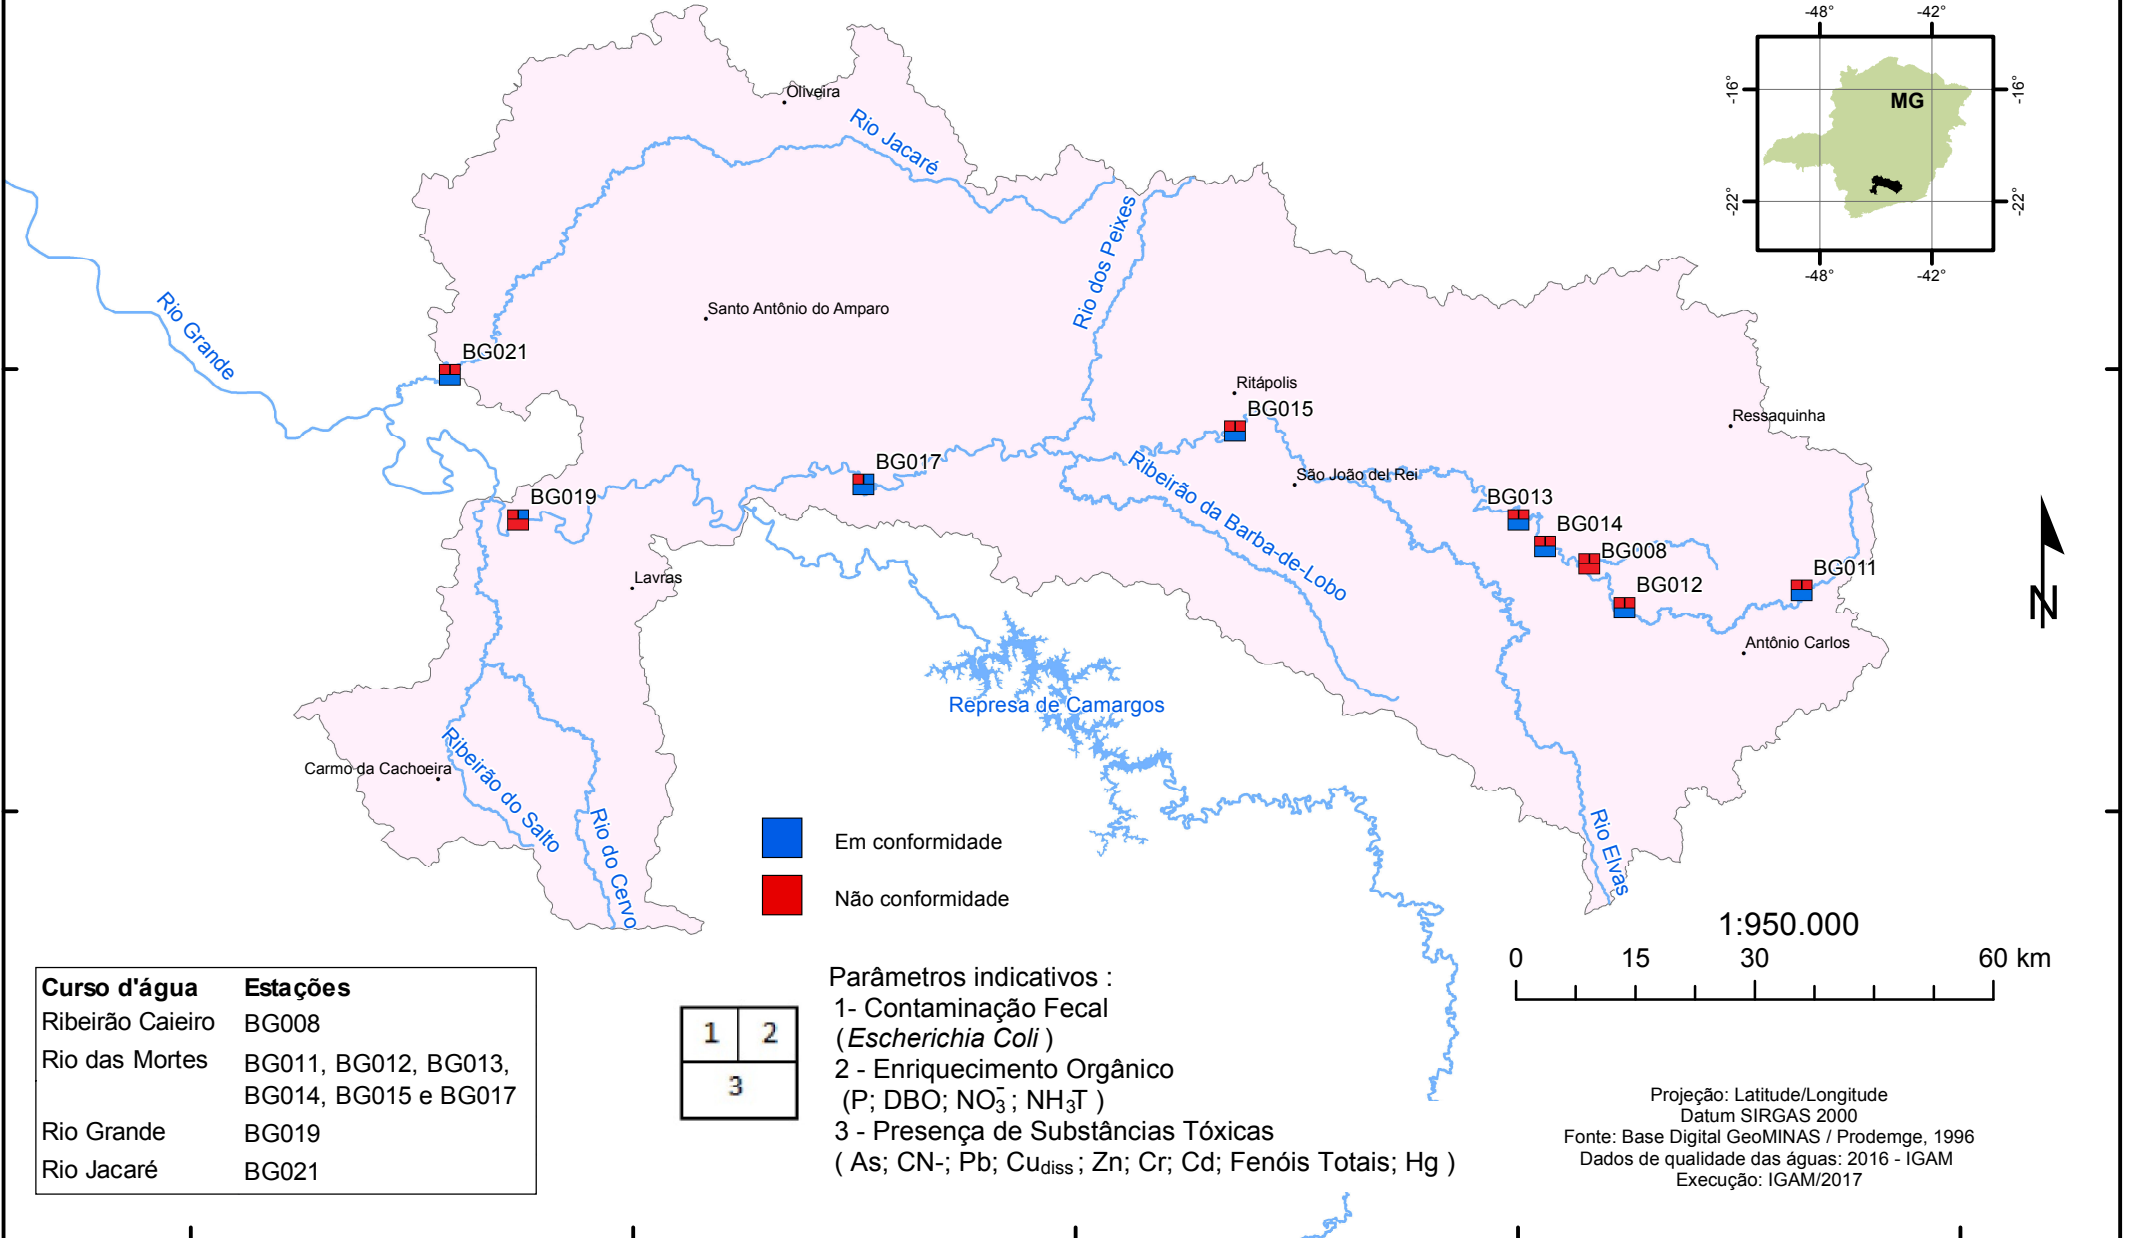 -48°
-42°
-16°
MG
-16°
-22°
-22°
-48°
-42°
Oliveira
Rio Jacaré
Rio dos Peixes
Rio Grande
Santo Antônio do Amparo
BG021
Ritápolis
BG015
Ressaquinha
BG017
Ribeirão da Barba-de-Lobo
São João del Rei
BG019
BG013
BG014
BG008
BG011
BG012
Lavras
Antônio Carlos
Represa de Camargos
Ribeirão do Salto
Carmo da Cachoeira
Rio do Cervo
Rio Elvas
N
Em conformidade
Não conformidade
1:950.000
0 15 30 60 km
Curso d'água Estações
Ribeirão Caieiro BG008
Rio das Mortes BG011, BG012, BG013,
BG014, BG015 e BG017
Rio Grande BG019
Rio Jacaré BG021
1 2
3
Parâmetros indicativos :
1- Contaminação Fecal
(Escherichia Coli )
2 - Enriquecimento Orgânico
(P; DBO; NO₃⁻; NH₃T )
3 - Presença de Substâncias Tóxicas
( As; CN-; Pb; Cudiss ; Zn; Cr; Cd; Fenóis Totais; Hg )
Projeção: Latitude/Longitude
Datum SIRGAS 2000
Fonte: Base Digital GeoMINAS / Prodemge, 1996
Dados de qualidade das águas: 2016 - IGAM
Execução: IGAM/2017